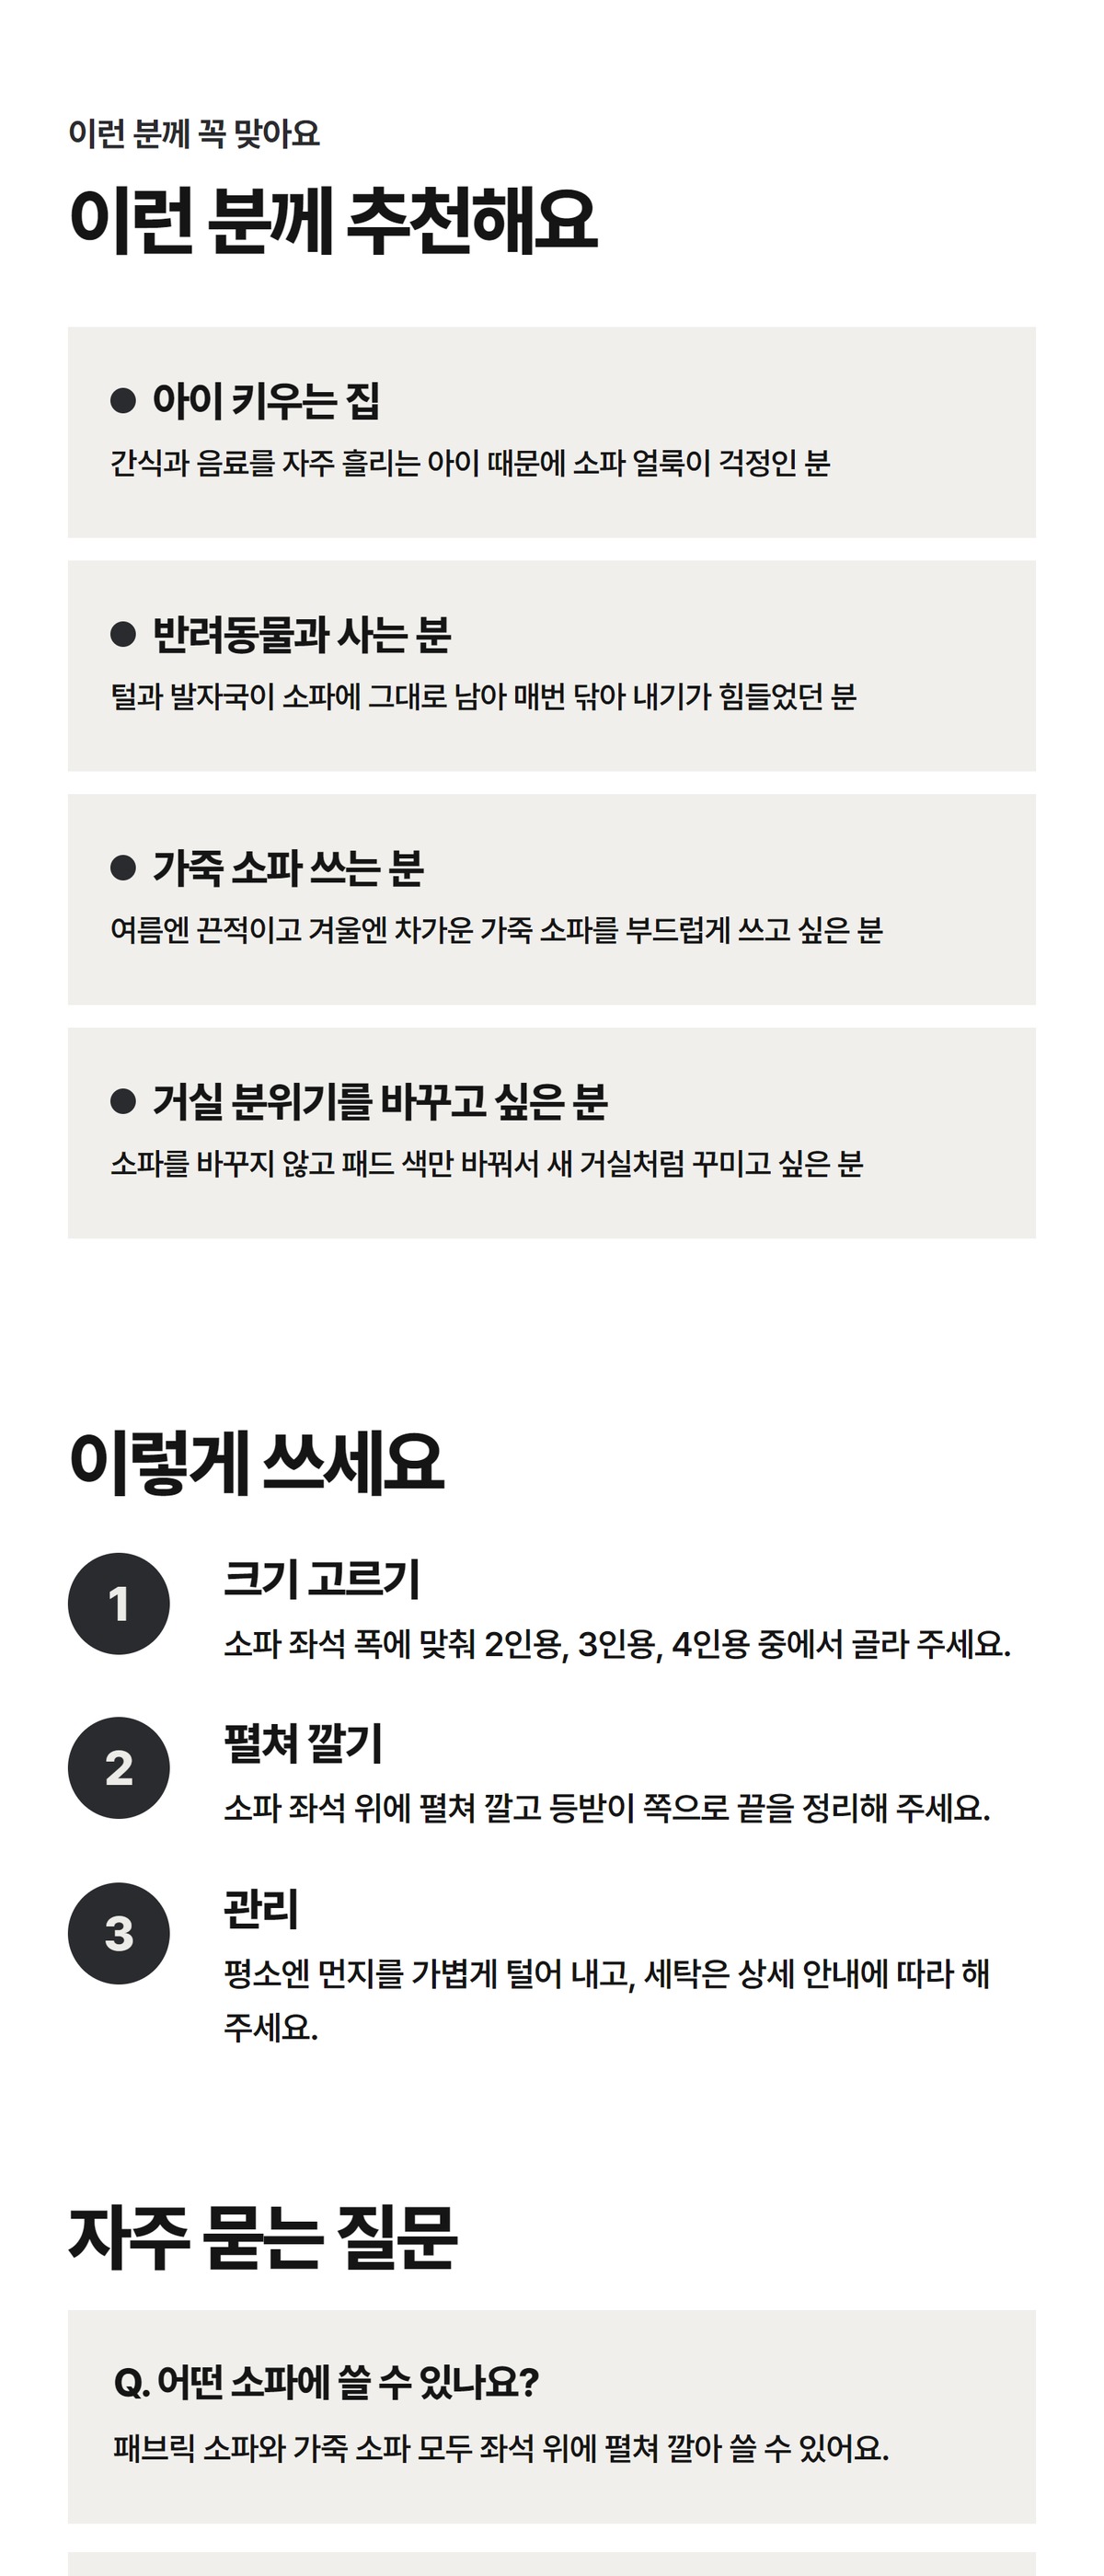 이런 분께 꼭 맞아요
이런 분께 추천해요
아이 키우는 집
간식과 음료를 자주 흘리는 아이 때문에 소파 얼룩이 걱정인 분
반려동물과 사는 분
털과 발자국이 소파에 그대로 남아 매번 닦아 내기가 힘들었던 분
가죽 소파 쓰는 분
여름엔 끈적이고 겨울엔 차가운 가죽 소파를 부드럽게 쓰고 싶은 분
거실 분위기를 바꾸고 싶은 분
소파를 바꾸지 않고 패드 색만 바꿔서 새 거실처럼 꾸미고 싶은 분
이렇게 쓰세요
1 크기 고르기
소파 좌석 폭에 맞춰 2인용, 3인용, 4인용 중에서 골라 주세요.
2 펼쳐 깔기
소파 좌석 위에 펼쳐 깔고 등받이 쪽으로 끝을 정리해 주세요.
3 관리
평소엔 먼지를 가볍게 털어 내고, 세탁은 상세 안내에 따라 해
주세요.
자주 묻는 질문
Q. 어떤 소파에 쓸 수 있나요?
패브릭 소파와 가죽 소파 모두 좌석 위에 펼쳐 깔아 쓸 수 있어요.